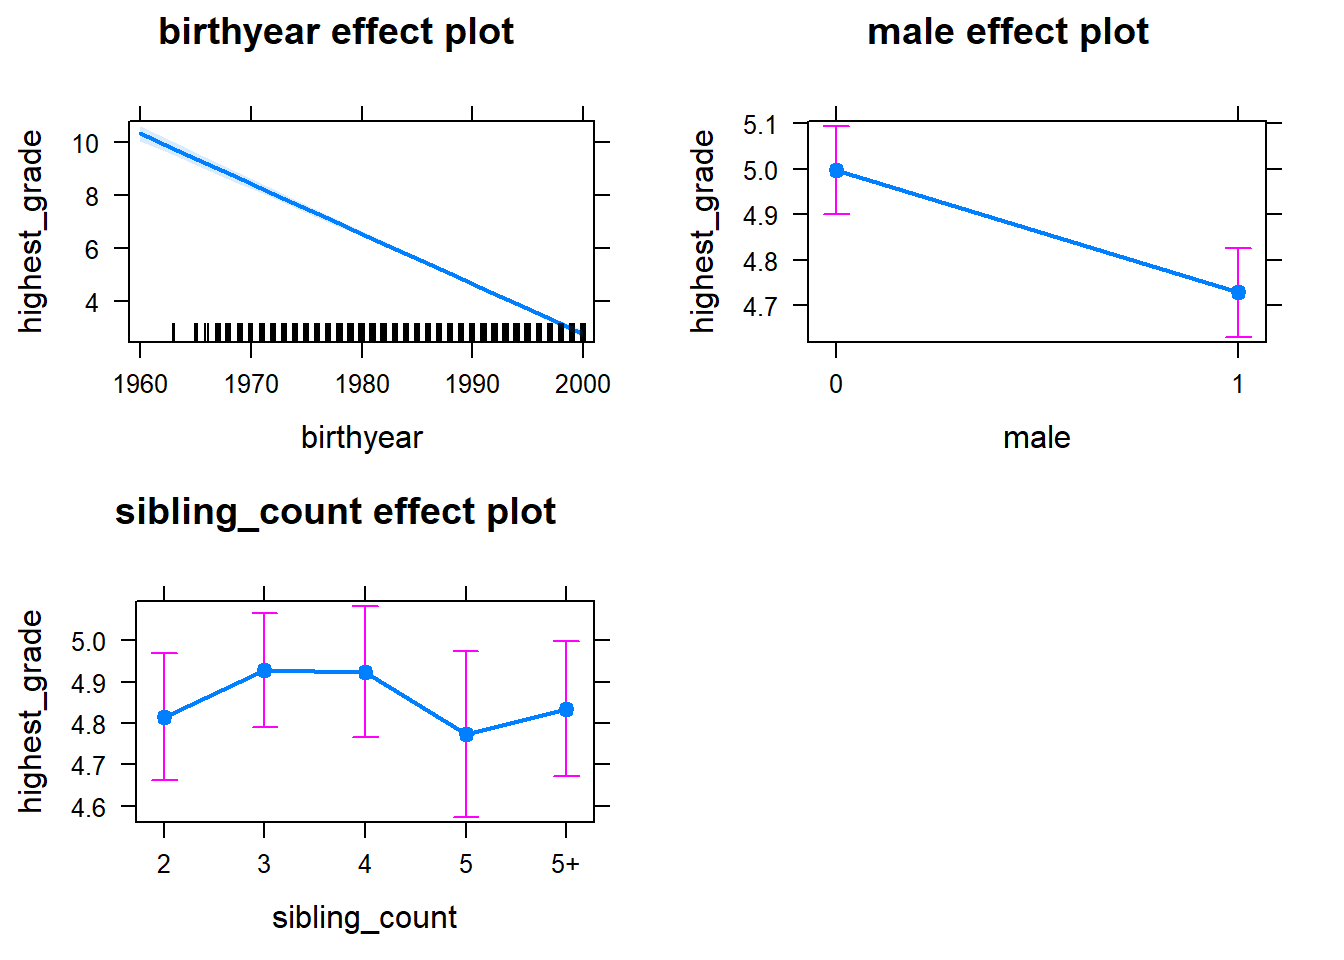 birthyear effect plot
highest_grade
10
8
6
4
1960 1970 1980 1990 2000
birthyear
male effect plot
highest_grade
5.1
5.0
4.9
4.8
4.7
0 1
male
sibling_count effect plot
highest_grade
5.0
4.9
4.8
4.7
4.6
2 3 4 5 5+
sibling_count